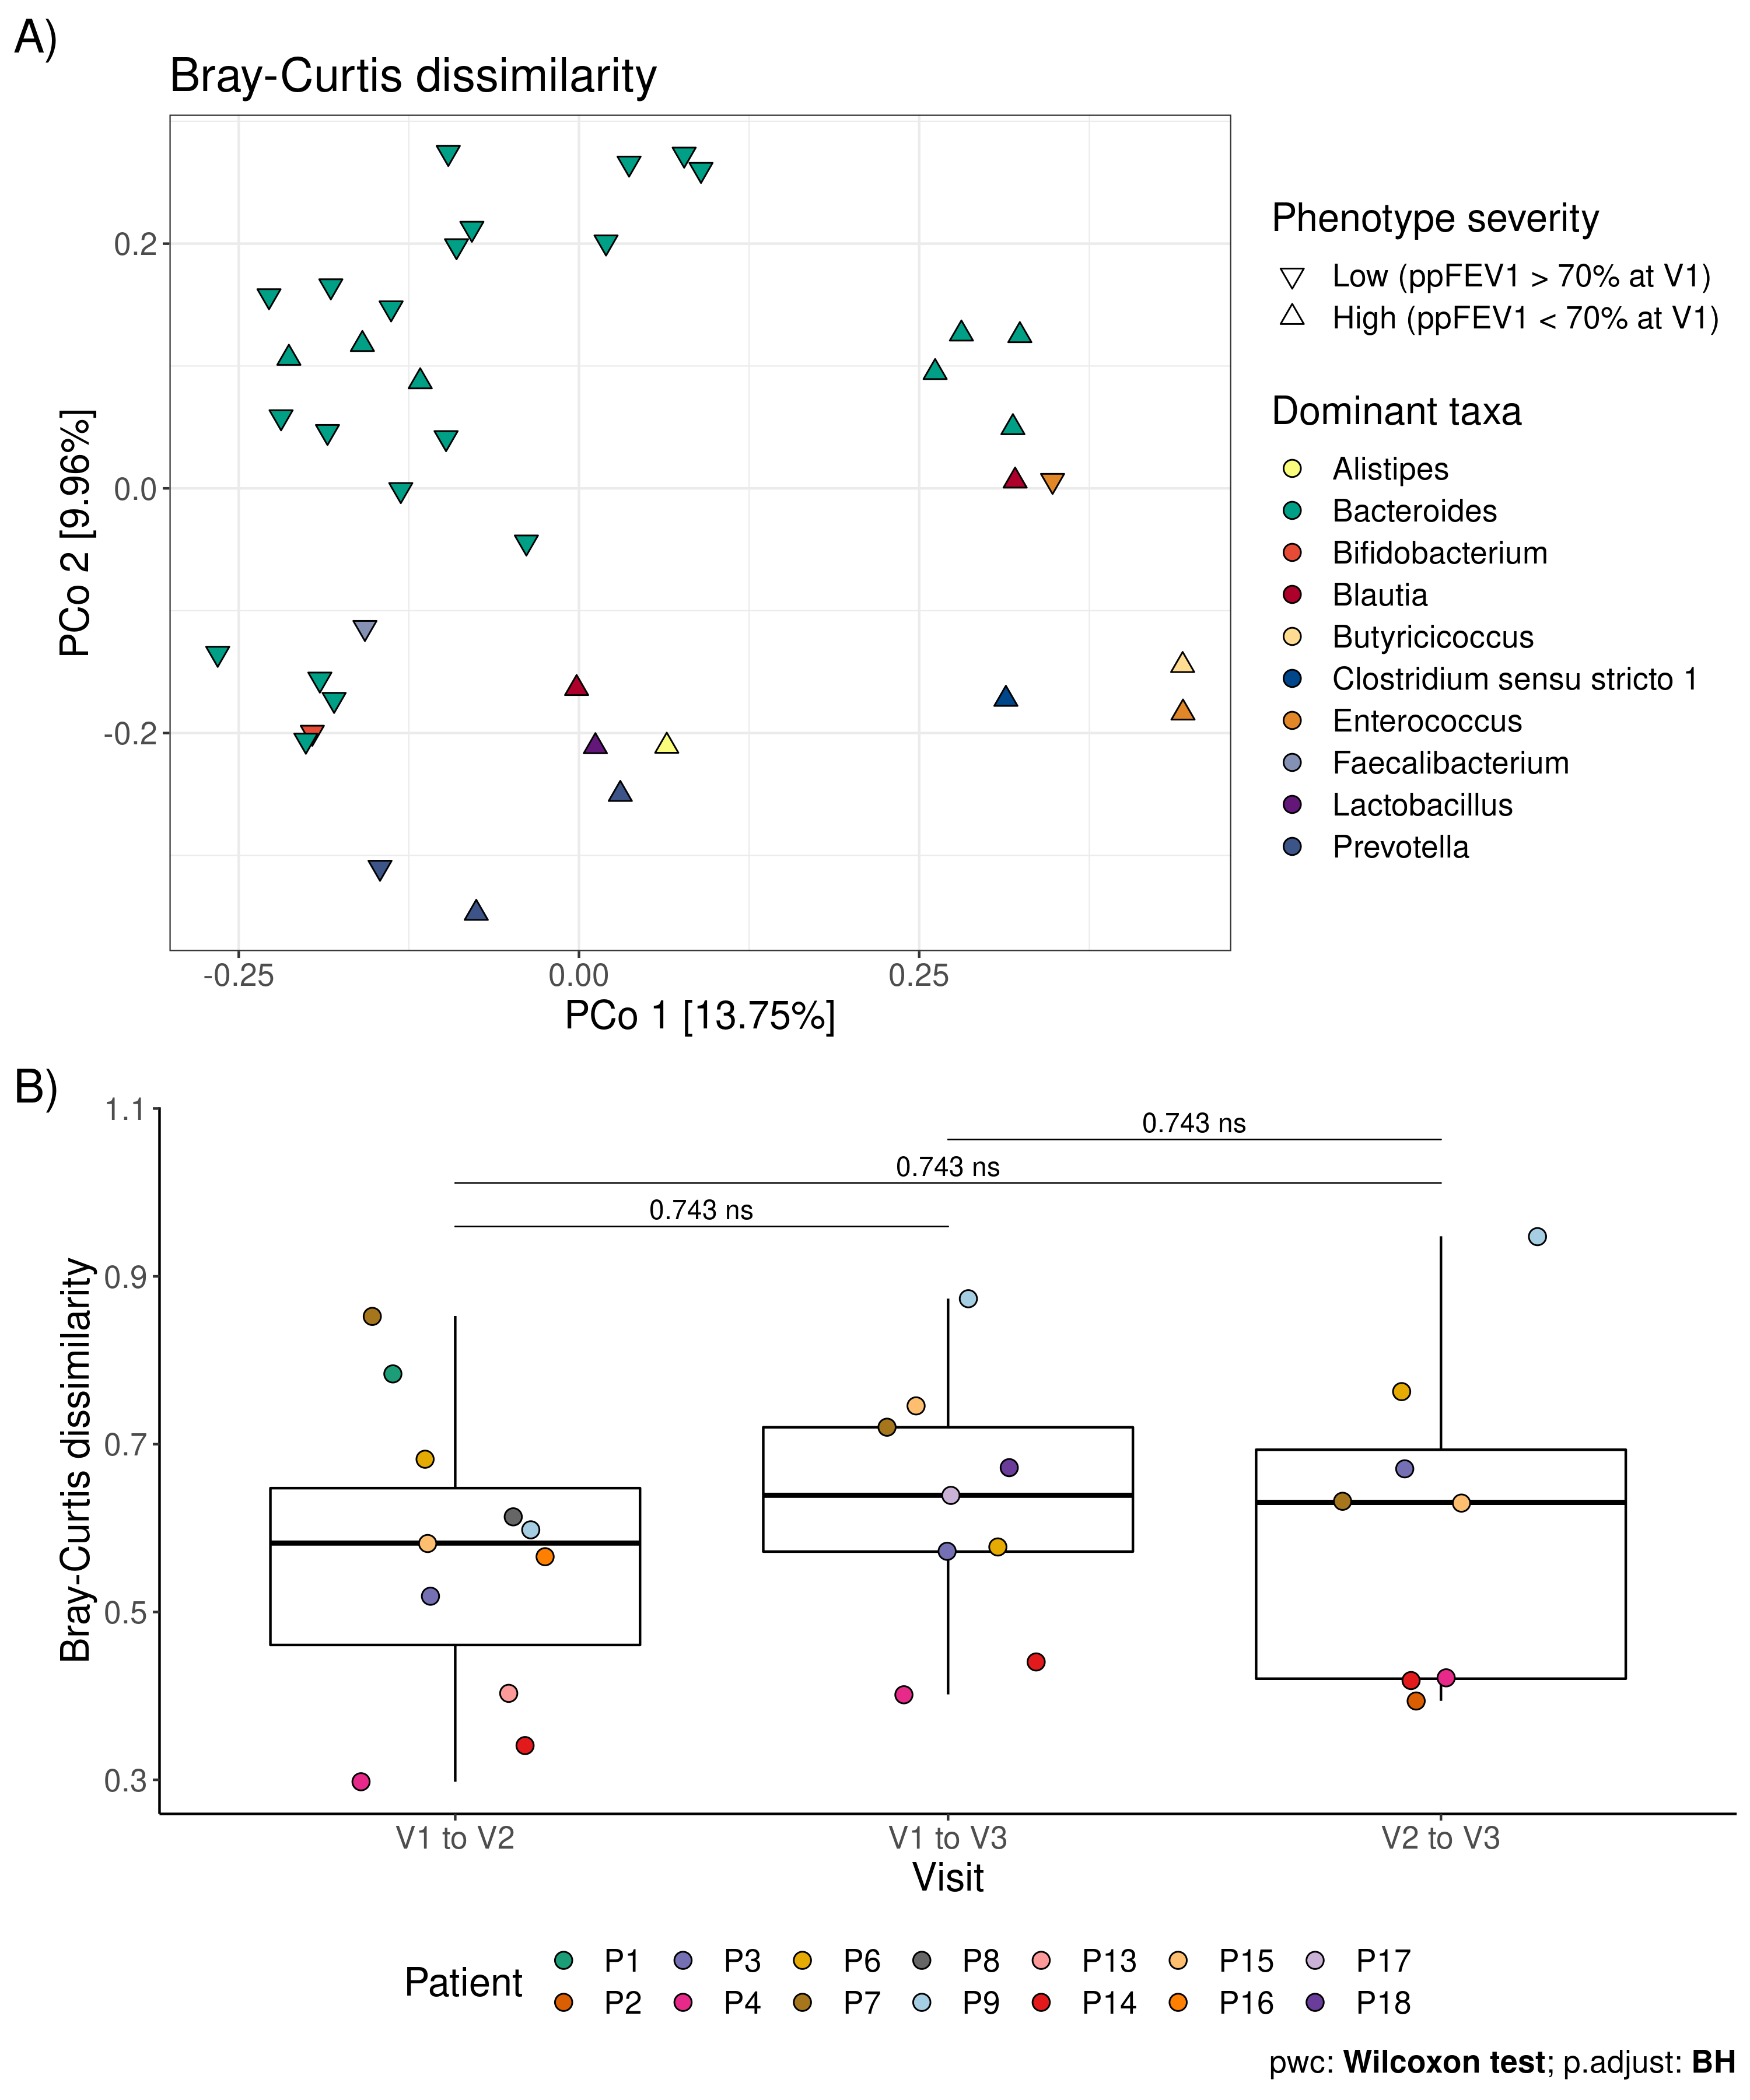 A)
Bray-Curtis dissimilarity
0.2
0.0
-0.2
PCo 2 [9.96%]
-0.25 0.00 0.25
PCo 1 [13.75%]
Phenotype severity
Low (ppFEV1 > 70% at V1)
High (ppFEV1 < 70% at V1)
Dominant taxa
Alistipes
Bacteroides
Bifidobacterium
Blautia
Butyricicoccus
Clostridium sensu stricto 1
Enterococcus
Faecalibacterium
Lactobacillus
Prevotella
B)
1.1
0.9
0.7
0.5
0.3
Bray-Curtis dissimilarity
0.743 ns
0.743 ns
0.743 ns
V1 to V2 V1 to V3 V2 to V3
Visit
Patient
P1 P3 P6 P8 P13 P15 P17
P2 P4 P7 P9 P14 P16 P18
pwc: Wilcoxon test; p.adjust: BH